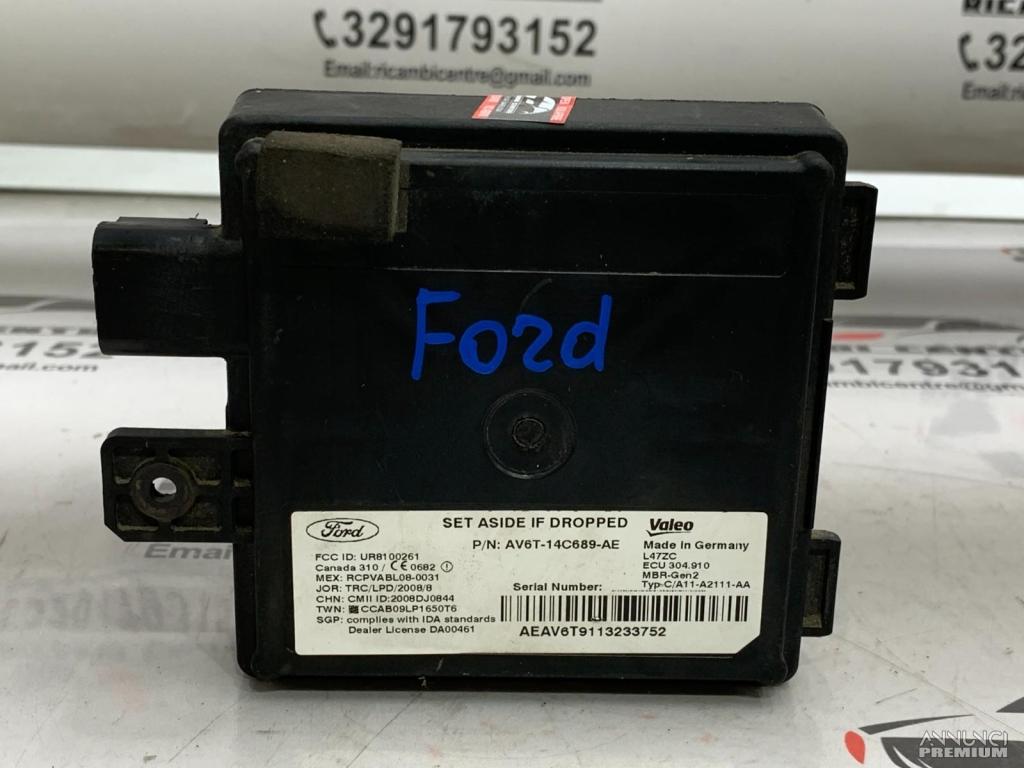 3291793152
Email:ricambicentre@gmail.com
Ford
Ford
SET ASIDE IF DROPPED
Valeo
P/N: AV6T-14C689-AE
Made in Germany
FCC ID: UR8100261
L47ZC
Canada 310 / CE 0682
ECU 304.910
MEX: RCPVABL08-0031
MBR-Gen2
JOR: TRC/LPD/2008/8
Serial Number:
Typ-C/A11-A2111-AA
CHN: CMII ID:2008DJ0844
TWN: CCAB09LP1650T6
SGP: complies with IDA standards
Dealer License DA00461
AEAV6T9113233752
ANNUNCI
PREMIUM